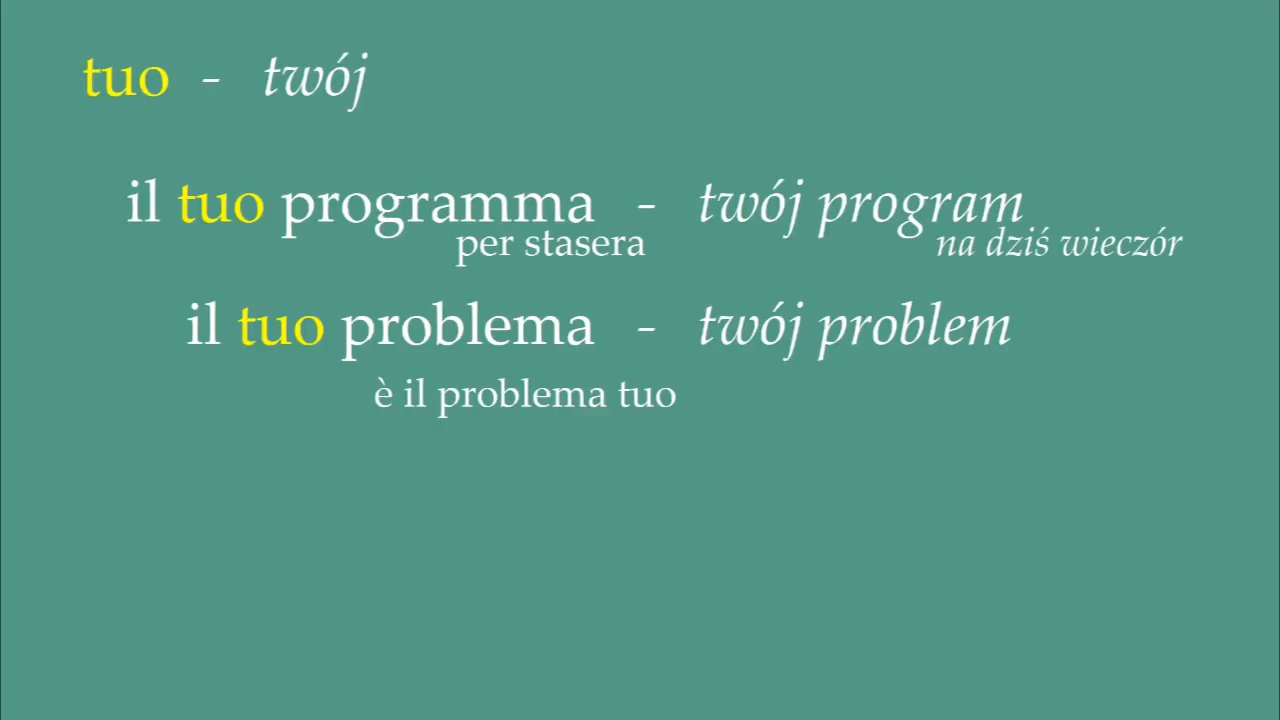 tuo - twój
il tuo programma - twój program
per stasera na dziś wieczór
il tuo problema - twój problem
è il problema tuo